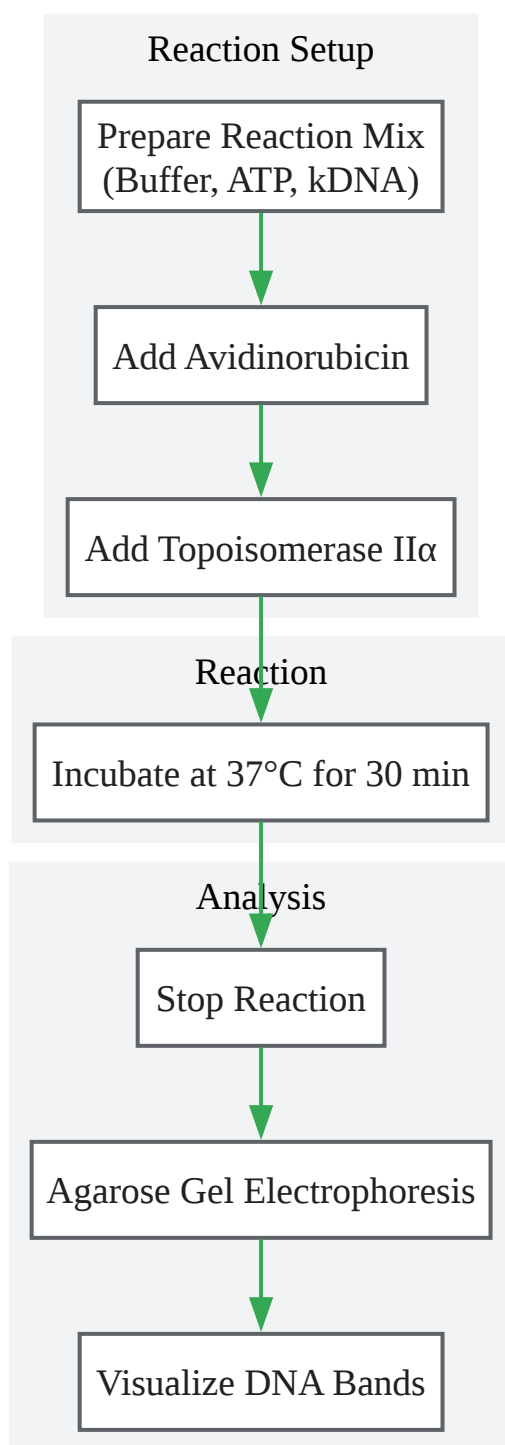 Reaction Setup
Prepare Reaction Mix
(Buffer, ATP, kDNA)
Add Avidinorubicin
Add Topoisomerase IIα
Reaction
Incubate at 37°C for 30 min
Analysis
Stop Reaction
Agarose Gel Electrophoresis
Visualize DNA Bands